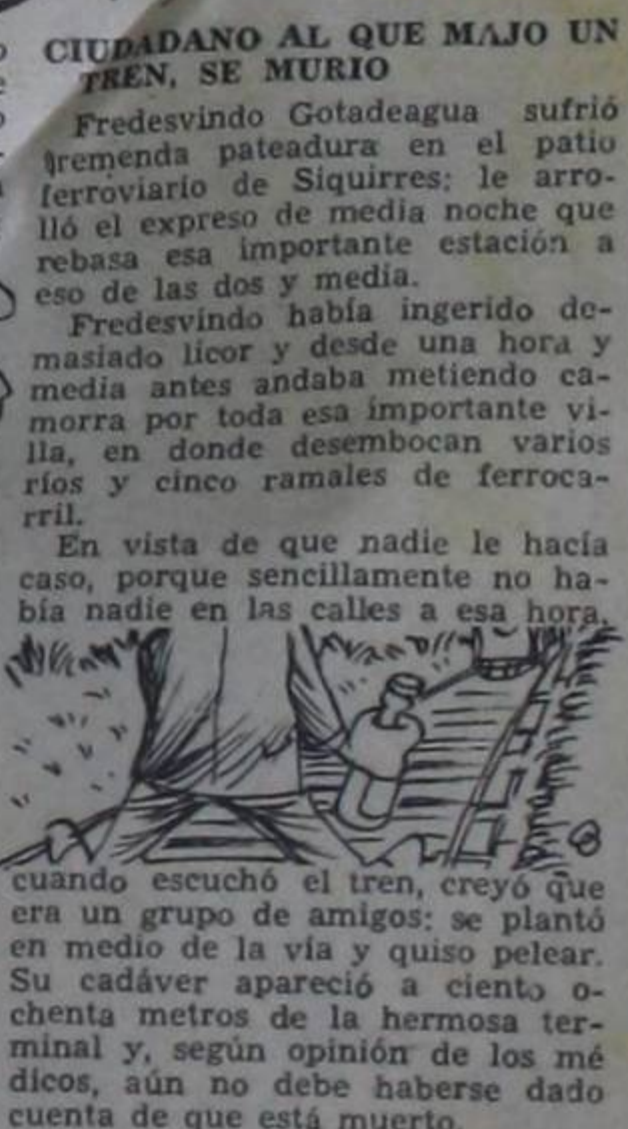 CIUDADANO AL QUE MAJO UN
TREN, SE MURIO
Fredesvindo Gotadeagua sufrió
tremenda pateadura en el patio
ferroviario de Siquirres; le arro-
lló el expreso de media noche que
rebasa esa importante estación a
eso de las dos y media.
Fredesvindo había ingerido de-
masiado licor y desde una hora y
media antes andaba metiendo ca-
morra por toda esa importante vi-
lla, en donde desembocan varios
ríos y cinco ramales de ferroca-
rril.
En vista de que nadie le hacía
caso, porque sencillamente no ha-
bía nadie en las calles a esa hora,
cuando escuchó el tren, creyó que
era un grupo de amigos: se plantó
en medio de la vía y quiso pelear.
Su cadáver apareció a ciento o-
chenta metros de la hermosa ter-
minal y, según opinión de los mé
dicos, aún no debe haberse dado
cuenta de que está muerto.